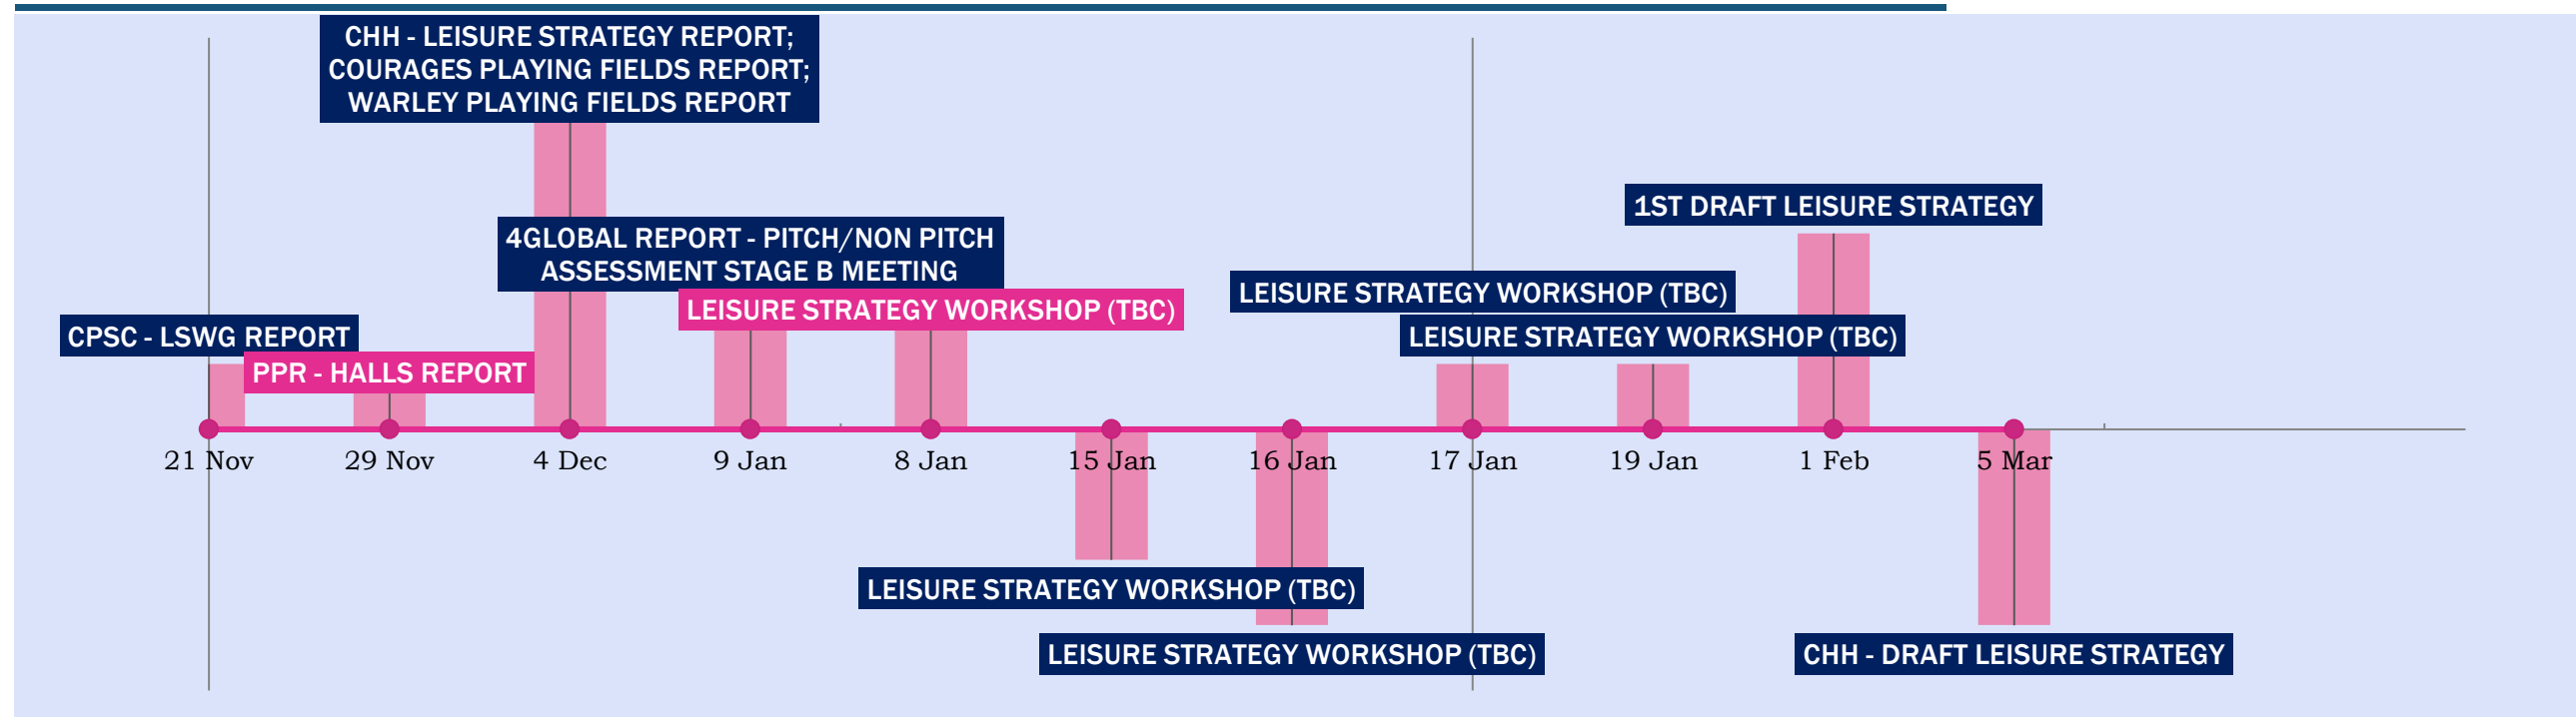 CHH - LEISURE STRATEGY REPORT;
COURAGES PLAYING FIELDS REPORT;
WARLEY PLAYING FIELDS REPORT
1ST DRAFT LEISURE STRATEGY
4GLOBAL REPORT - PITCH/NON PITCH
ASSESSMENT STAGE B MEETING
LEISURE STRATEGY WORKSHOP (TBC)
LEISURE STRATEGY WORKSHOP (TBC)
CPSC - LSWG REPORT
LEISURE STRATEGY WORKSHOP (TBC)
PPR - HALLS REPORT
21 Nov
29 Nov
4 Dec
9 Jan
8 Jan
15 Jan
16 Jan
17 Jan
19 Jan
1 Feb
5 Mar
LEISURE STRATEGY WORKSHOP (TBC)
LEISURE STRATEGY WORKSHOP (TBC)
CHH - DRAFT LEISURE STRATEGY